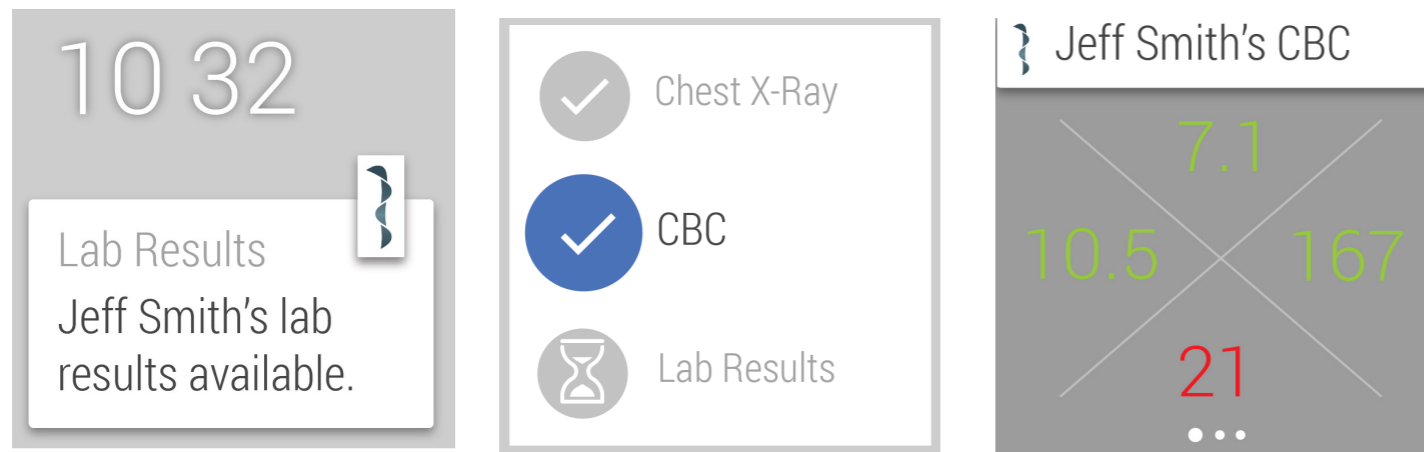 10 32
Lab Results
Jeff Smith’s lab
results available.
Chest X-Ray
CBC
Lab Results
Jeff Smith’s CBC
7.1
10.5 167
21